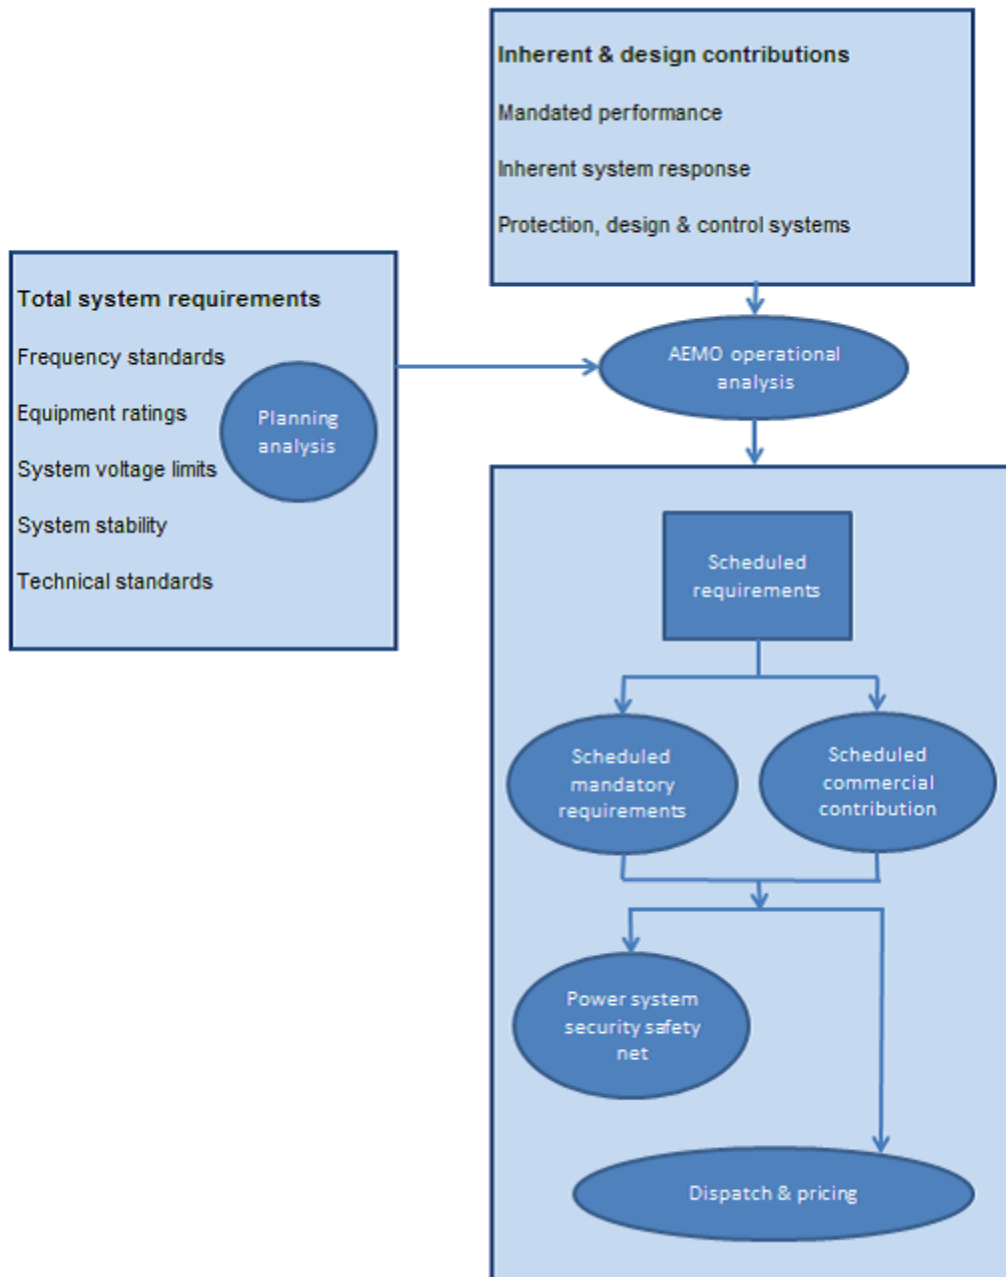 Inherent & design contributions
Mandated performance
Inherent system response
Protection, design & control systems
Total system requirements
Frequency standards
Equipment ratings
System voltage limits
System stability
Technical standards
Planning
analysis
AEMO operational
analysis
Scheduled
requirements
Scheduled
mandatory
requirements
Scheduled
commercial
contribution
Power system
security safety
net
Dispatch & pricing